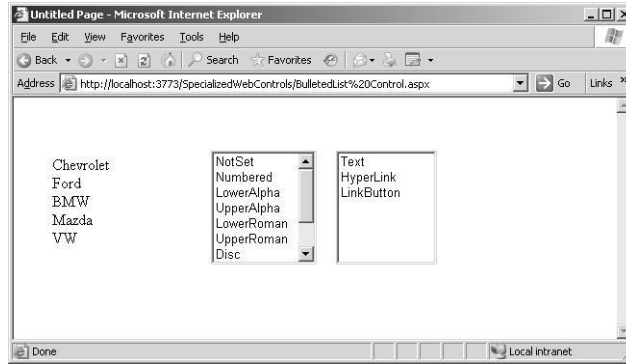 Untitled Page - Microsoft Internet Explorer
File Edit View Favorites Tools Help
Back Search Favorites
Address http://localhost:3773/SpecializedWebControls/BulletedList%20Control.aspx Go Links »
Chevrolet
Ford
BMW
Mazda
VW
NotSet
Numbered
LowerAlpha
UpperAlpha
LowerRoman
UpperRoman
Disc
Text
HyperLink
LinkButton
Done Local intranet